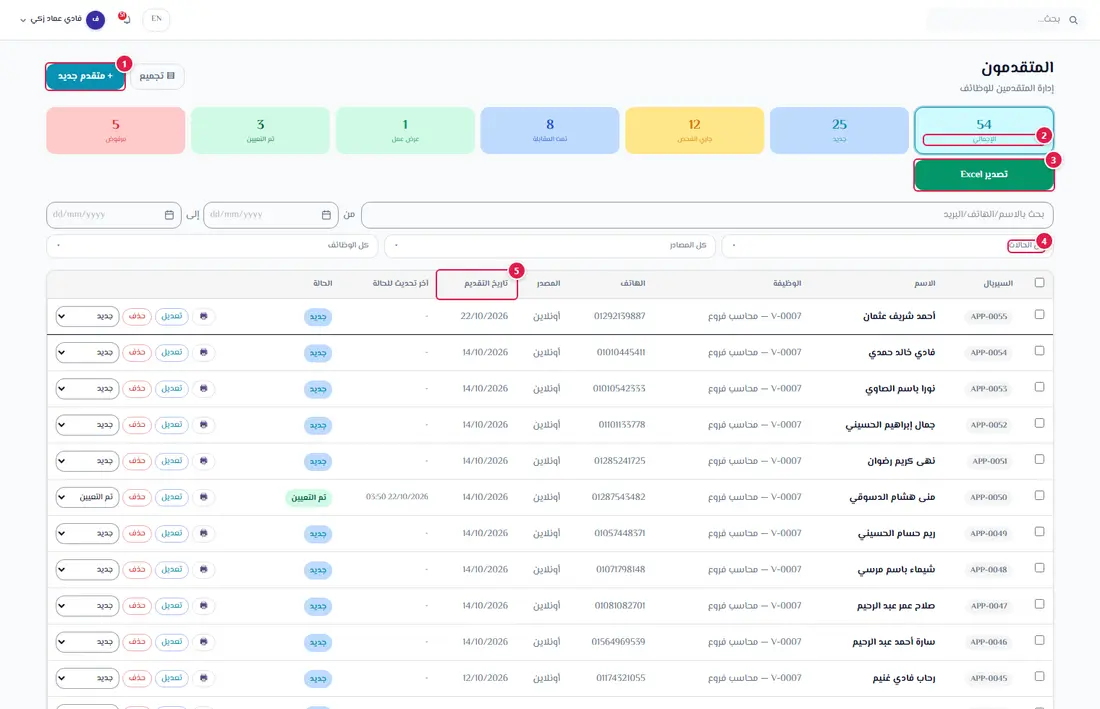 بحث...
EN
51
ف
فادي عماد زكي
المتقدمون
إدارة المتقدمين للوظائف
تجميع
+ متقدم جديد
1
54
الإجمالي
2
25
جديد
12
جاري الفحص
8
تمت المقابلة
1
عرض عمل
3
تم التعيين
5
مرفوض
تصدير Excel
3
بحث بالاسم/الهاتف/البريد
من
dd/mm/yyyy
إلى
dd/mm/yyyy
الحالات
4
كل المصادر
كل الوظائف
السيريال الاسم الوظيفة الهاتف المصدر تاريخ التقديم آخر تحديث للحالة الحالة
5
APP-0055 أحمد شريف عثمان V-0007 — محاسب فروع 01292139887 أونلاين 22/10/2026 - جديد تعديل حذف جديد
APP-0054 فادي خالد حمدي V-0007 — محاسب فروع 01010445411 أونلاين 14/10/2026 - جديد تعديل حذف جديد
APP-0053 نورا باسم الصاوي V-0007 — محاسب فروع 01010542333 أونلاين 14/10/2026 - جديد تعديل حذف جديد
APP-0052 جمال إبراهيم الحسيني V-0007 — محاسب فروع 01101133778 أونلاين 14/10/2026 - جديد تعديل حذف جديد
APP-0051 نهى كريم رضوان V-0007 — محاسب فروع 01285241725 أونلاين 14/10/2026 - جديد تعديل حذف جديد
APP-0050 منى هشام الدسوقي V-0007 — محاسب فروع 01287543482 أونلاين 14/10/2026 22/10/2026 03:50 تم التعيين تعديل حذف تم التعيين
APP-0049 ريم حسام الحسيني V-0007 — محاسب فروع 01057448371 أونلاين 14/10/2026 - جديد تعديل حذف جديد
APP-0048 شيماء باسم مرسي V-0007 — محاسب فروع 01071798148 أونلاين 14/10/2026 - جديد تعديل حذف جديد
APP-0047 صلاح عمر عبد الرحيم V-0007 — محاسب فروع 01081082701 أونلاين 14/10/2026 - جديد تعديل حذف جديد
APP-0046 سارة أحمد عبد الرحيم V-0007 — محاسب فروع 01564969539 أونلاين 14/10/2026 - جديد تعديل حذف جديد
APP-0045 رحاب فادي غنيم V-0007 — محاسب فروع 01174321055 أونلاين 12/10/2026 - جديد تعديل حذف جديد